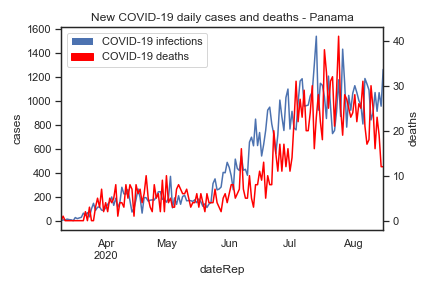 New COVID-19 daily cases and deaths - Panama
COVID-19 infections
COVID-19 deaths
1600
1400
1200
1000
800
600
400
200
0
cases
40
30
20
10
0
deaths
Apr
2020
May
Jun
Jul
Aug
dateRep